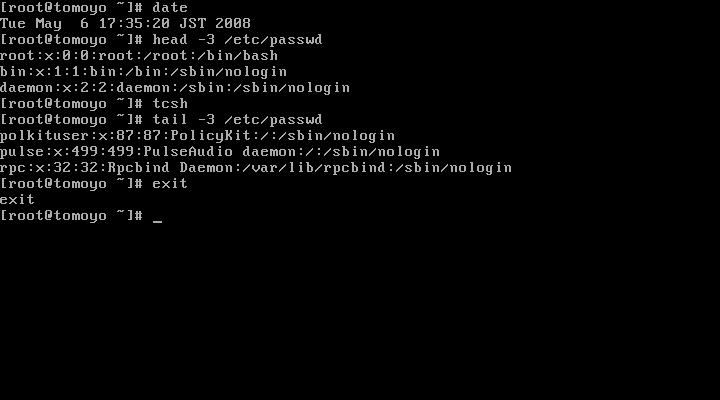 [root@tomoyo ~]# date
Tue May  6 17:35:20 JST 2008
[root@tomoyo ~]# head -3 /etc/passwd
root:x:0:0:root:/root:/bin/bash
bin:x:1:1:bin:/bin:/sbin/nologin
daemon:x:2:2:daemon:/sbin:/sbin/nologin
[root@tomoyo ~]# tcsh
[root@tomoyo ~]# tail -3 /etc/passwd
polkituser:x:87:87:PolicyKit:/:/sbin/nologin
pulse:x:499:499:PulseAudio daemon:/:/sbin/nologin
rpc:x:32:32:Rpcbind Daemon:/var/lib/rpcbind:/sbin/nologin
[root@tomoyo ~]# exit
exit
[root@tomoyo ~]# _